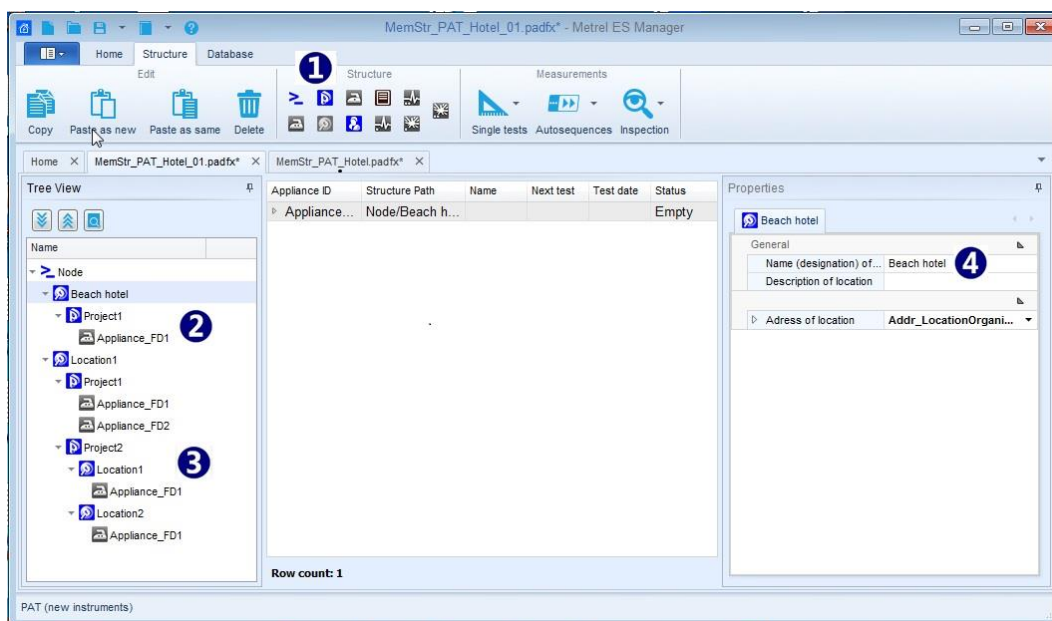 MemStr_PAT_Hotel_01.padfx* - Metrel ES Manager
Home Structure Database
Edit Structure Measurements
1
Copy Paste as new Paste as same Delete Single tests Autosequences Inspection
Home X MemStr_PAT_Hotel_01.padfx* X MemStr_PAT_Hotel.padfx* X
Tree View
Name
Node
Beach hotel
Project1
2
Appliance_FD1
Location1
Project1
Appliance_FD1
Appliance_FD2
Project2
3
Location1
Appliance_FD1
Location2
Appliance_FD1
Appliance ID Structure Path Name Next test Test date Status
Appliance... Node/Beach h... Empty
Row count: 1
Properties
Beach hotel
General
Name (designation) of... Beach hotel
4
Description of location
Adress of location Addr_LocationOrgani...
PAT (new instruments)